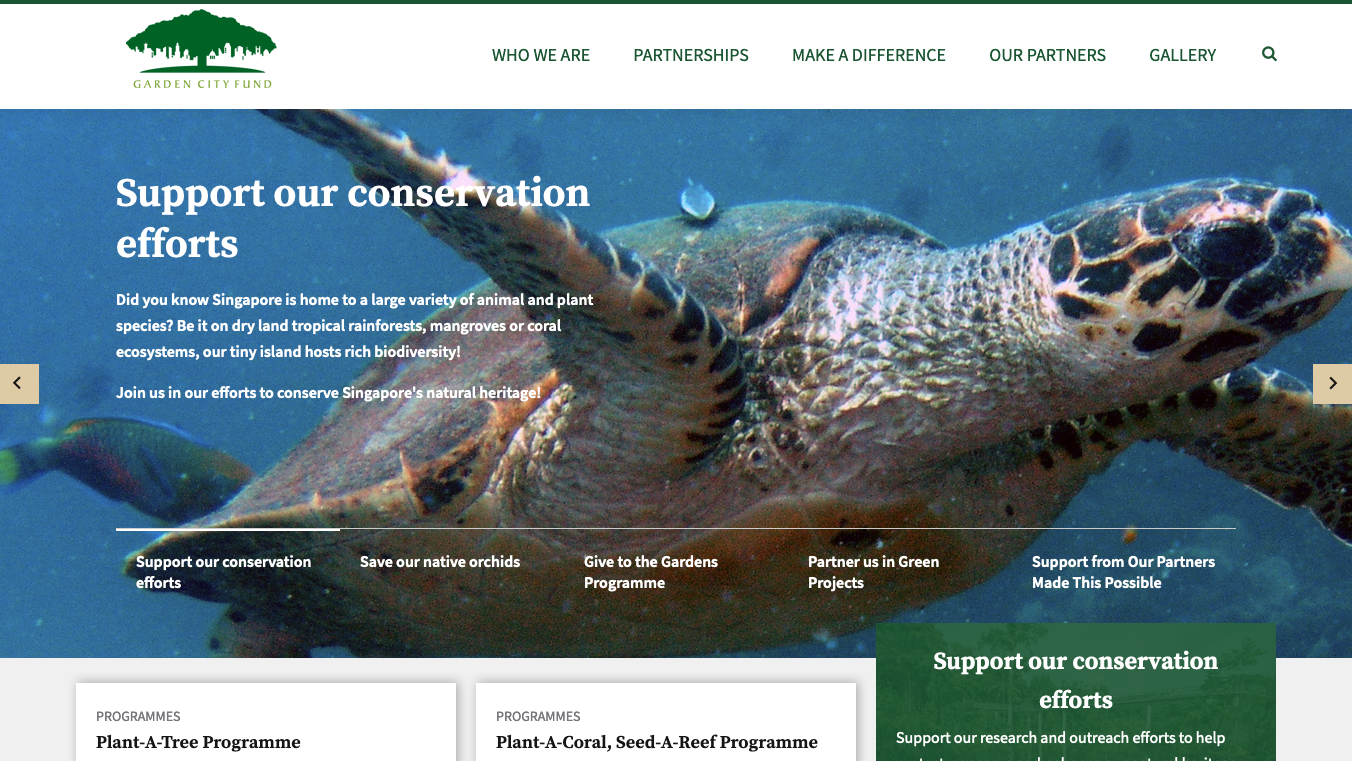 GARDEN CITY FUND
WHO WE ARE
PARTNERSHIPS
MAKE A DIFFERENCE
OUR PARTNERS
GALLERY
Support our conservation
efforts
Did you know Singapore is home to a large variety of animal and plant
species? Be it on dry land tropical rainforests, mangroves or coral
ecosystems, our tiny island hosts rich biodiversity!
Join us in our efforts to conserve Singapore's natural heritage!
Support our conservation
efforts
Save our native orchids
Give to the Gardens
Programme
Partner us in Green
Projects
Support from Our Partners
Made This Possible
PROGRAMMES
Plant-A-Tree Programme
PROGRAMMES
Plant-A-Coral, Seed-A-Reef Programme
Support our conservation
efforts
Support our research and outreach efforts to help